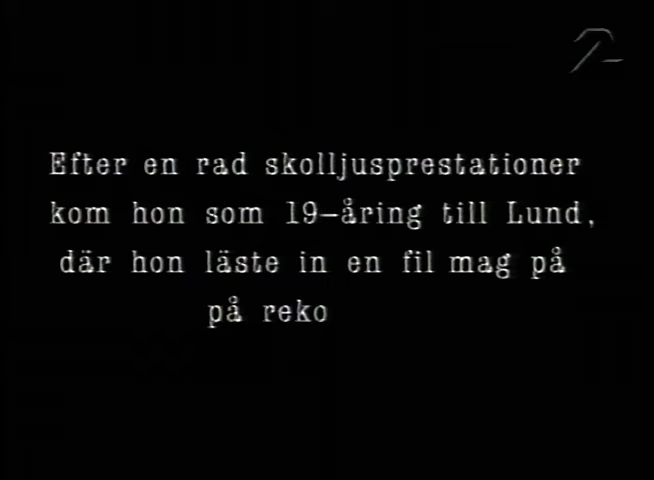 Efter en rad skolljusprestationer
kom hon som 19-åring till Lund,
där hon läste in en fil mag på
på reko